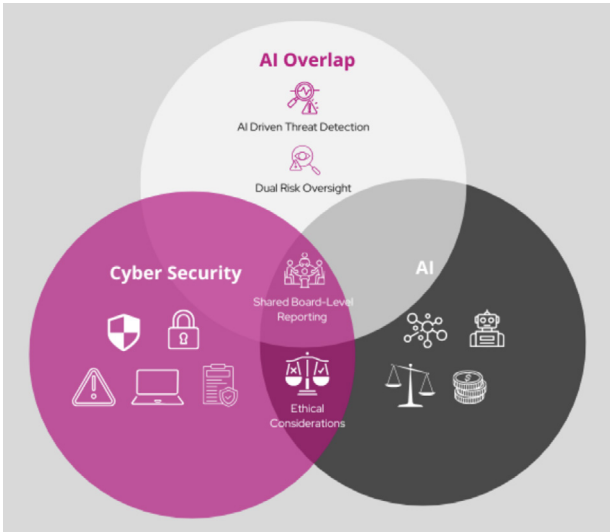 AI Overlap
AI Driven Threat Detection
Dual Risk Oversight
Cyber Security
AI
Shared Board-Level
Reporting
Ethical
Considerations